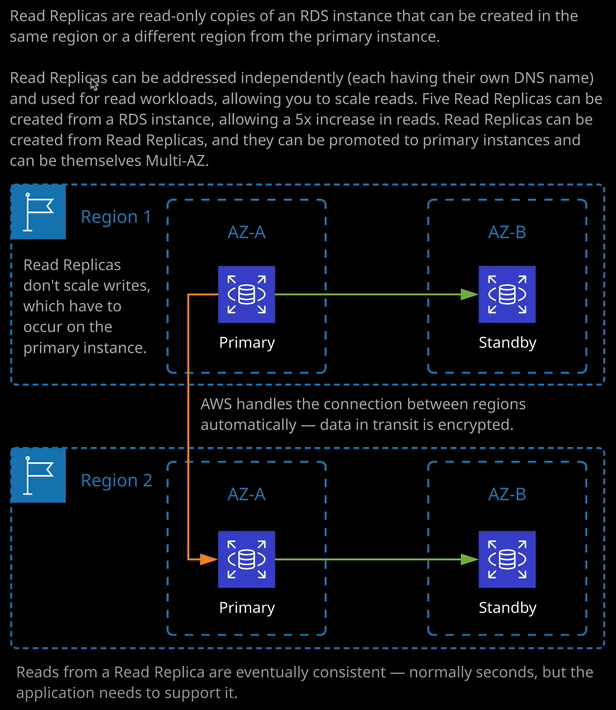 Read Replicas are read-only copies of an RDS instance that can be created in the
same region or a different region from the primary instance.
Read Replicas can be addressed independently (each having their own DNS name)
and used for read workloads, allowing you to scale reads. Five Read Replicas can be
created from a RDS instance, allowing a 5x increase in reads. Read Replicas can be
created from Read Replicas, and they can be promoted to primary instances and
can be themselves Multi-AZ.
Region 1
AZ-A
AZ-B
Read Replicas
don't scale writes,
which have to
occur on the
primary instance.
Primary
Standby
AWS handles the connection between regions
automatically — data in transit is encrypted.
Region 2
AZ-A
AZ-B
Primary
Standby
Reads from a Read Replica are eventually consistent — normally seconds, but the
application needs to support it.